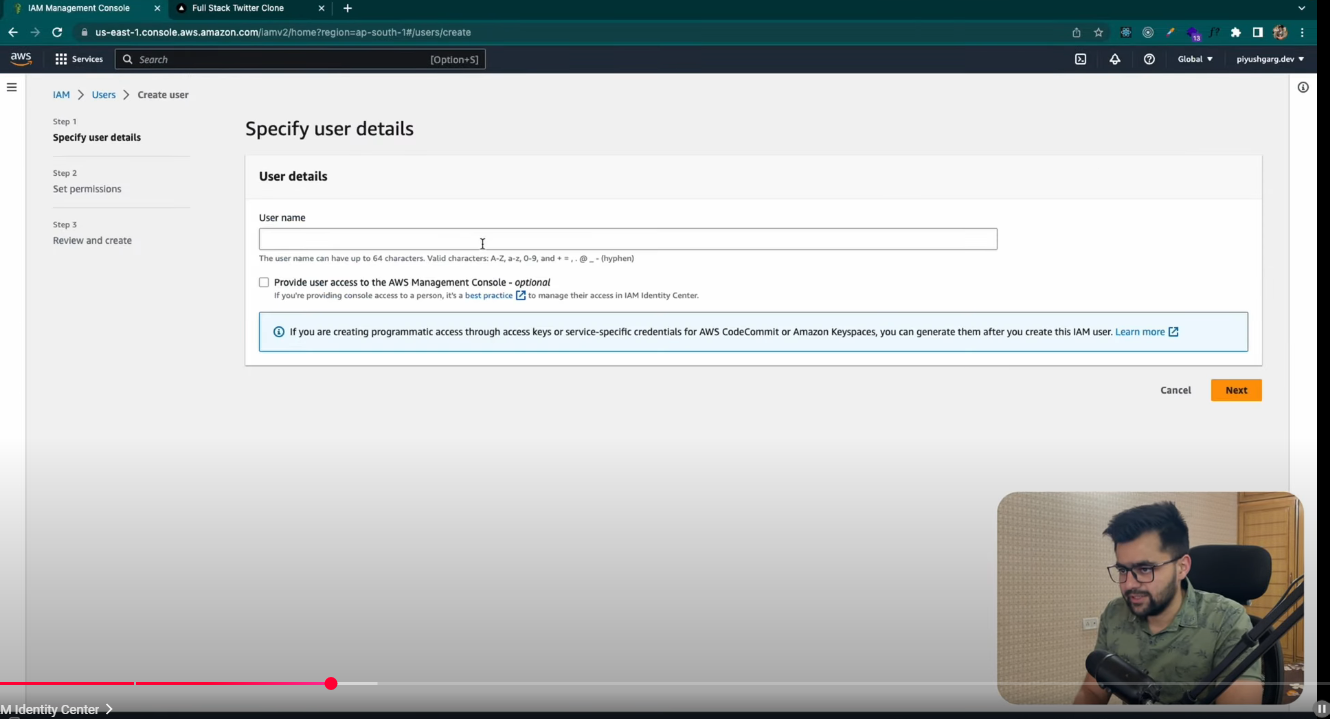 IAM Management Console
Full Stack Twitter Clone
us-east-1.console.aws.amazon.com/iamv2/home?region=ap-south-1#/users/create
13
aws
Services
Search
[Option+S]
Global
piyushgarg.dev
IAM > Users > Create user
Step 1
Specify user details
Step 2
Set permissions
Step 3
Review and create
Specify user details
User details
User name
The user name can have up to 64 characters. Valid characters: A-Z, a-z, 0-9, and + = , . @ _ - (hyphen)
Provide user access to the AWS Management Console - optional
If you're providing console access to a person, it's a best practice to manage their access in IAM Identity Center.
If you are creating programmatic access through access keys or service-specific credentials for AWS CodeCommit or Amazon Keyspaces, you can generate them after you create this IAM user. Learn more
Cancel
Next
M Identity Center